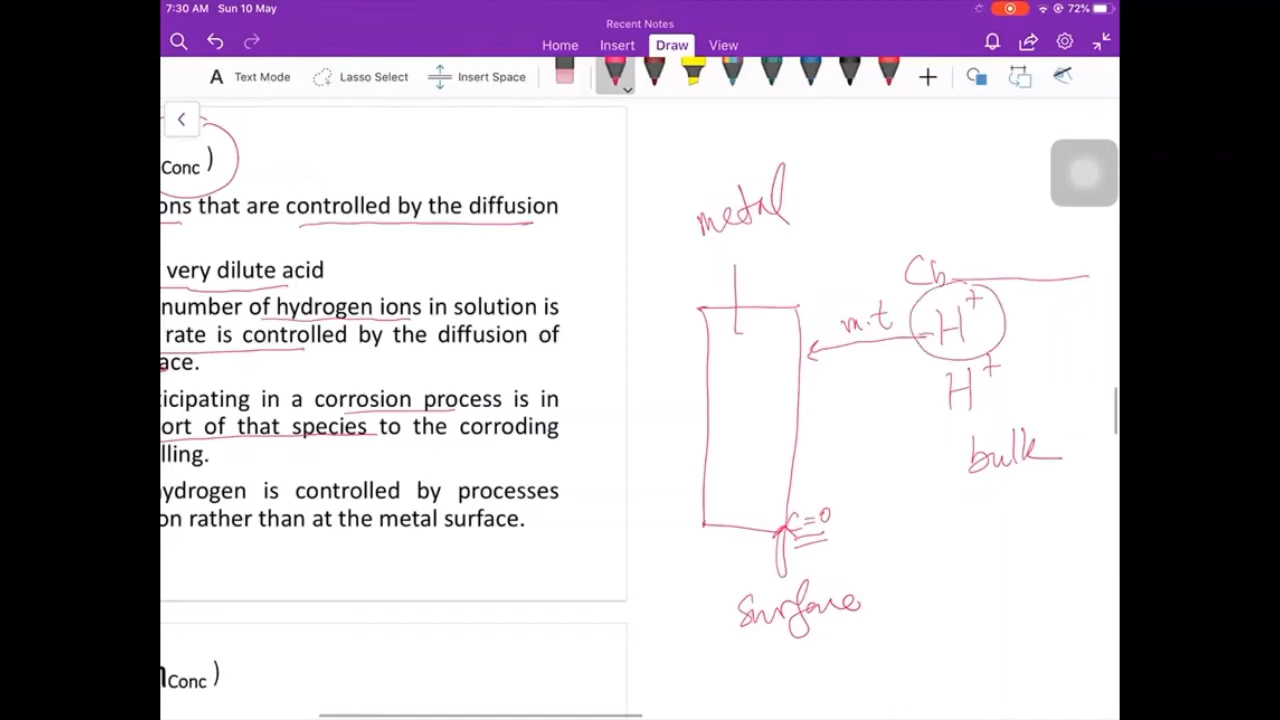 7:30 AM Sun 10 May
72%
Recent Notes
Home Insert Draw View
Text Mode Lasso Select Insert Space
Conc )
ons that are controlled by the diffusion
very dilute acid
number of hydrogen ions in solution is
rate is controlled by the diffusion of
ace.
ticipating in a corrosion process is in
ort of that species to the corroding
lling.
ydrogen is controlled by processes
on rather than at the metal surface.
Conc )
metal
Cb
m.t
H+
H+
bulk
C=0
surface